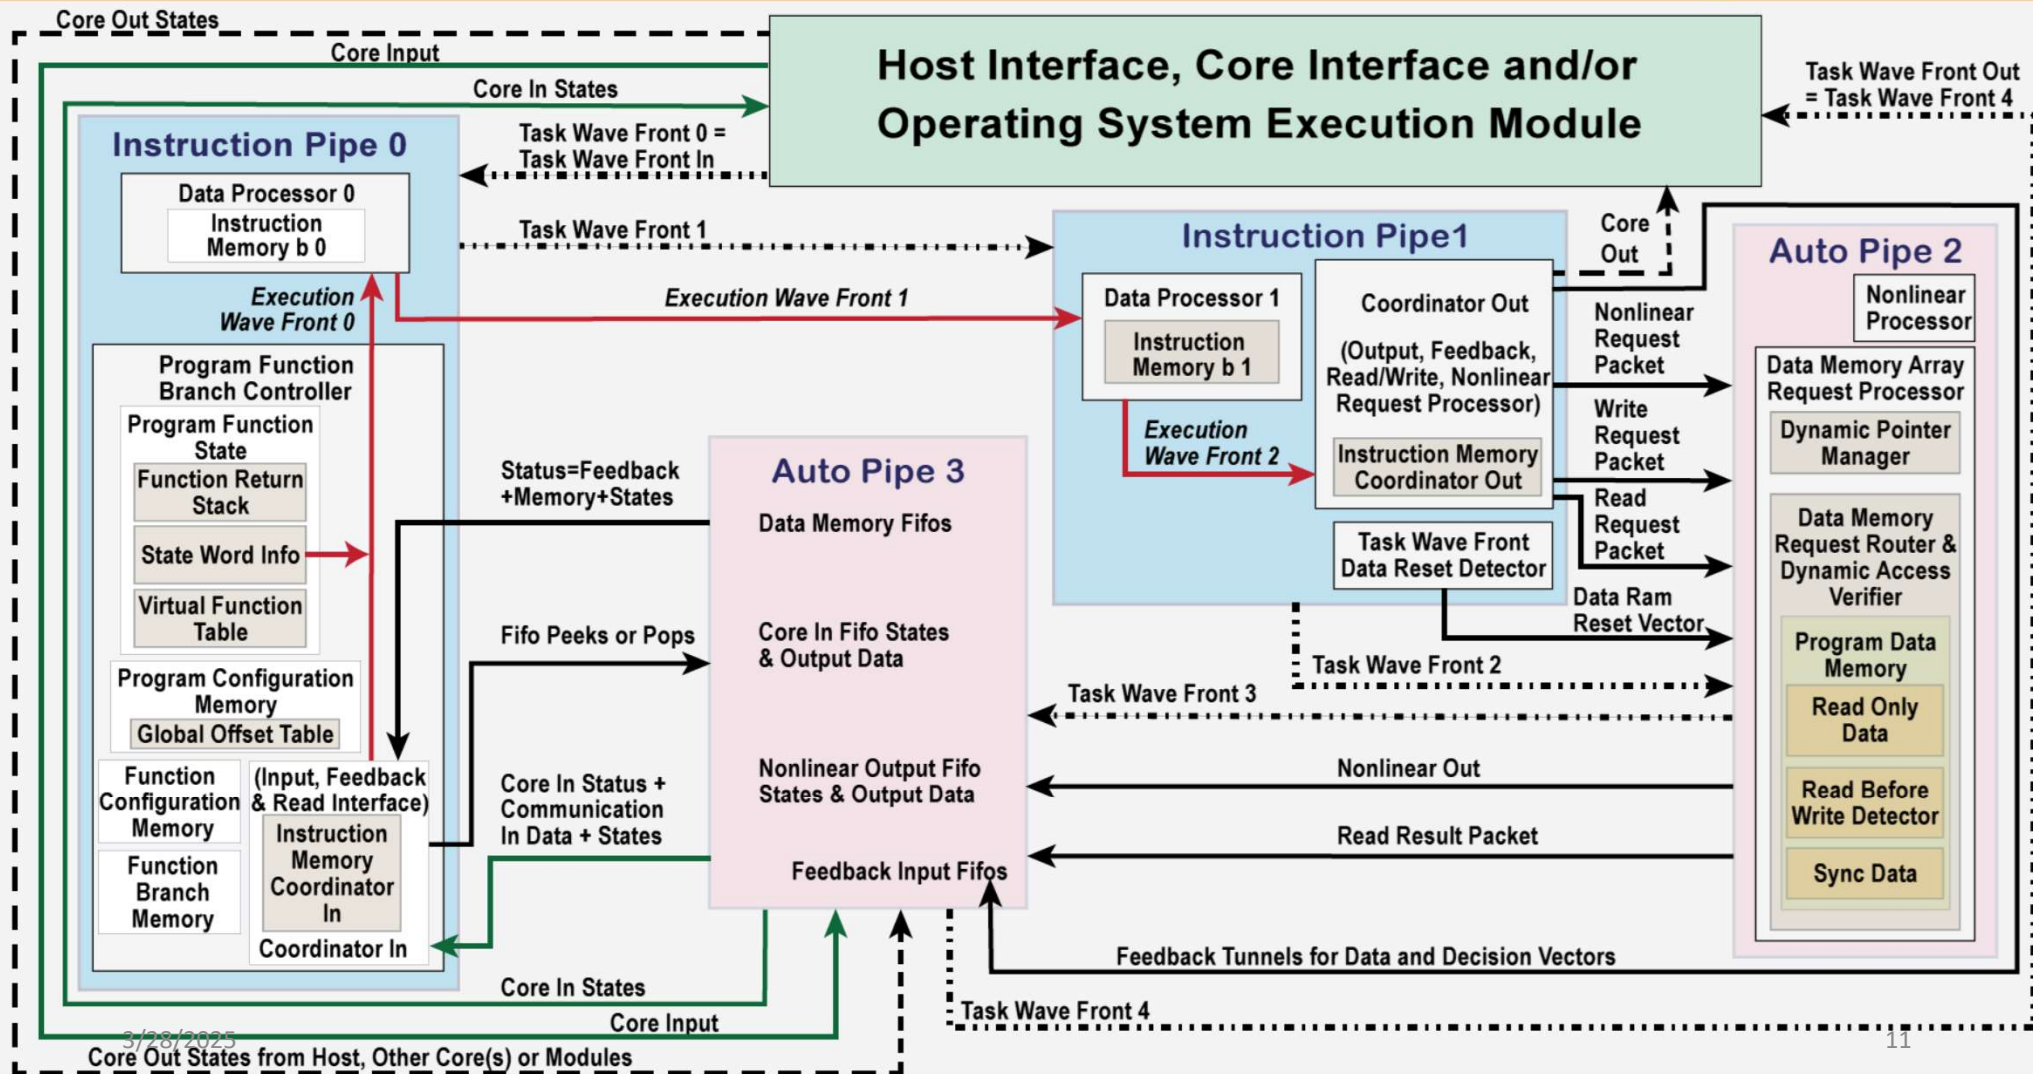 Core Out States
Core Input
Core In States
Host Interface, Core Interface and/or
Operating System Execution Module
Task Wave Front Out
= Task Wave Front 4
Task Wave Front 0 =
Task Wave Front In
Instruction Pipe 0
Data Processor 0
Instruction
Memory b 0
Task Wave Front 1
Execution
Wave Front 0
Execution Wave Front 1
Program Function
Branch Controller
Program Function
State
Function Return
Stack
State Word Info
Virtual Function
Table
Program Configuration
Memory
Global Offset Table
Function
Configuration
Memory
Function
Branch
Memory
(Input, Feedback
& Read Interface)
Instruction
Memory
Coordinator
In
Coordinator In
Status=Feedback
+Memory+States
Fifo Peeks or Pops
Core In Status +
Communication
In Data + States
Auto Pipe 3
Data Memory Fifos
Core In Fifo States
& Output Data
Nonlinear Output Fifo
States & Output Data
Feedback Input Fifos
Instruction Pipe1
Data Processor 1
Instruction
Memory b 1
Execution
Wave Front 2
Coordinator Out
(Output, Feedback,
Read/Write, Nonlinear
Request Processor)
Instruction Memory
Coordinator Out
Task Wave Front
Data Reset Detector
Core
Out
Nonlinear
Request
Packet
Write
Request
Packet
Read
Request
Packet
Data Ram
Reset Vector
Task Wave Front 2
Task Wave Front 3
Nonlinear Out
Read Result Packet
Feedback Tunnels for Data and Decision Vectors
Task Wave Front 4
Auto Pipe 2
Nonlinear
Processor
Data Memory Array
Request Processor
Dynamic Pointer
Manager
Data Memory
Request Router &
Dynamic Access
Verifier
Program Data
Memory
Read Only
Data
Read Before
Write Detector
Sync Data
Core In States
Core Input
3/28/2025
11
Core Out States from Host, Other Core(s) or Modules